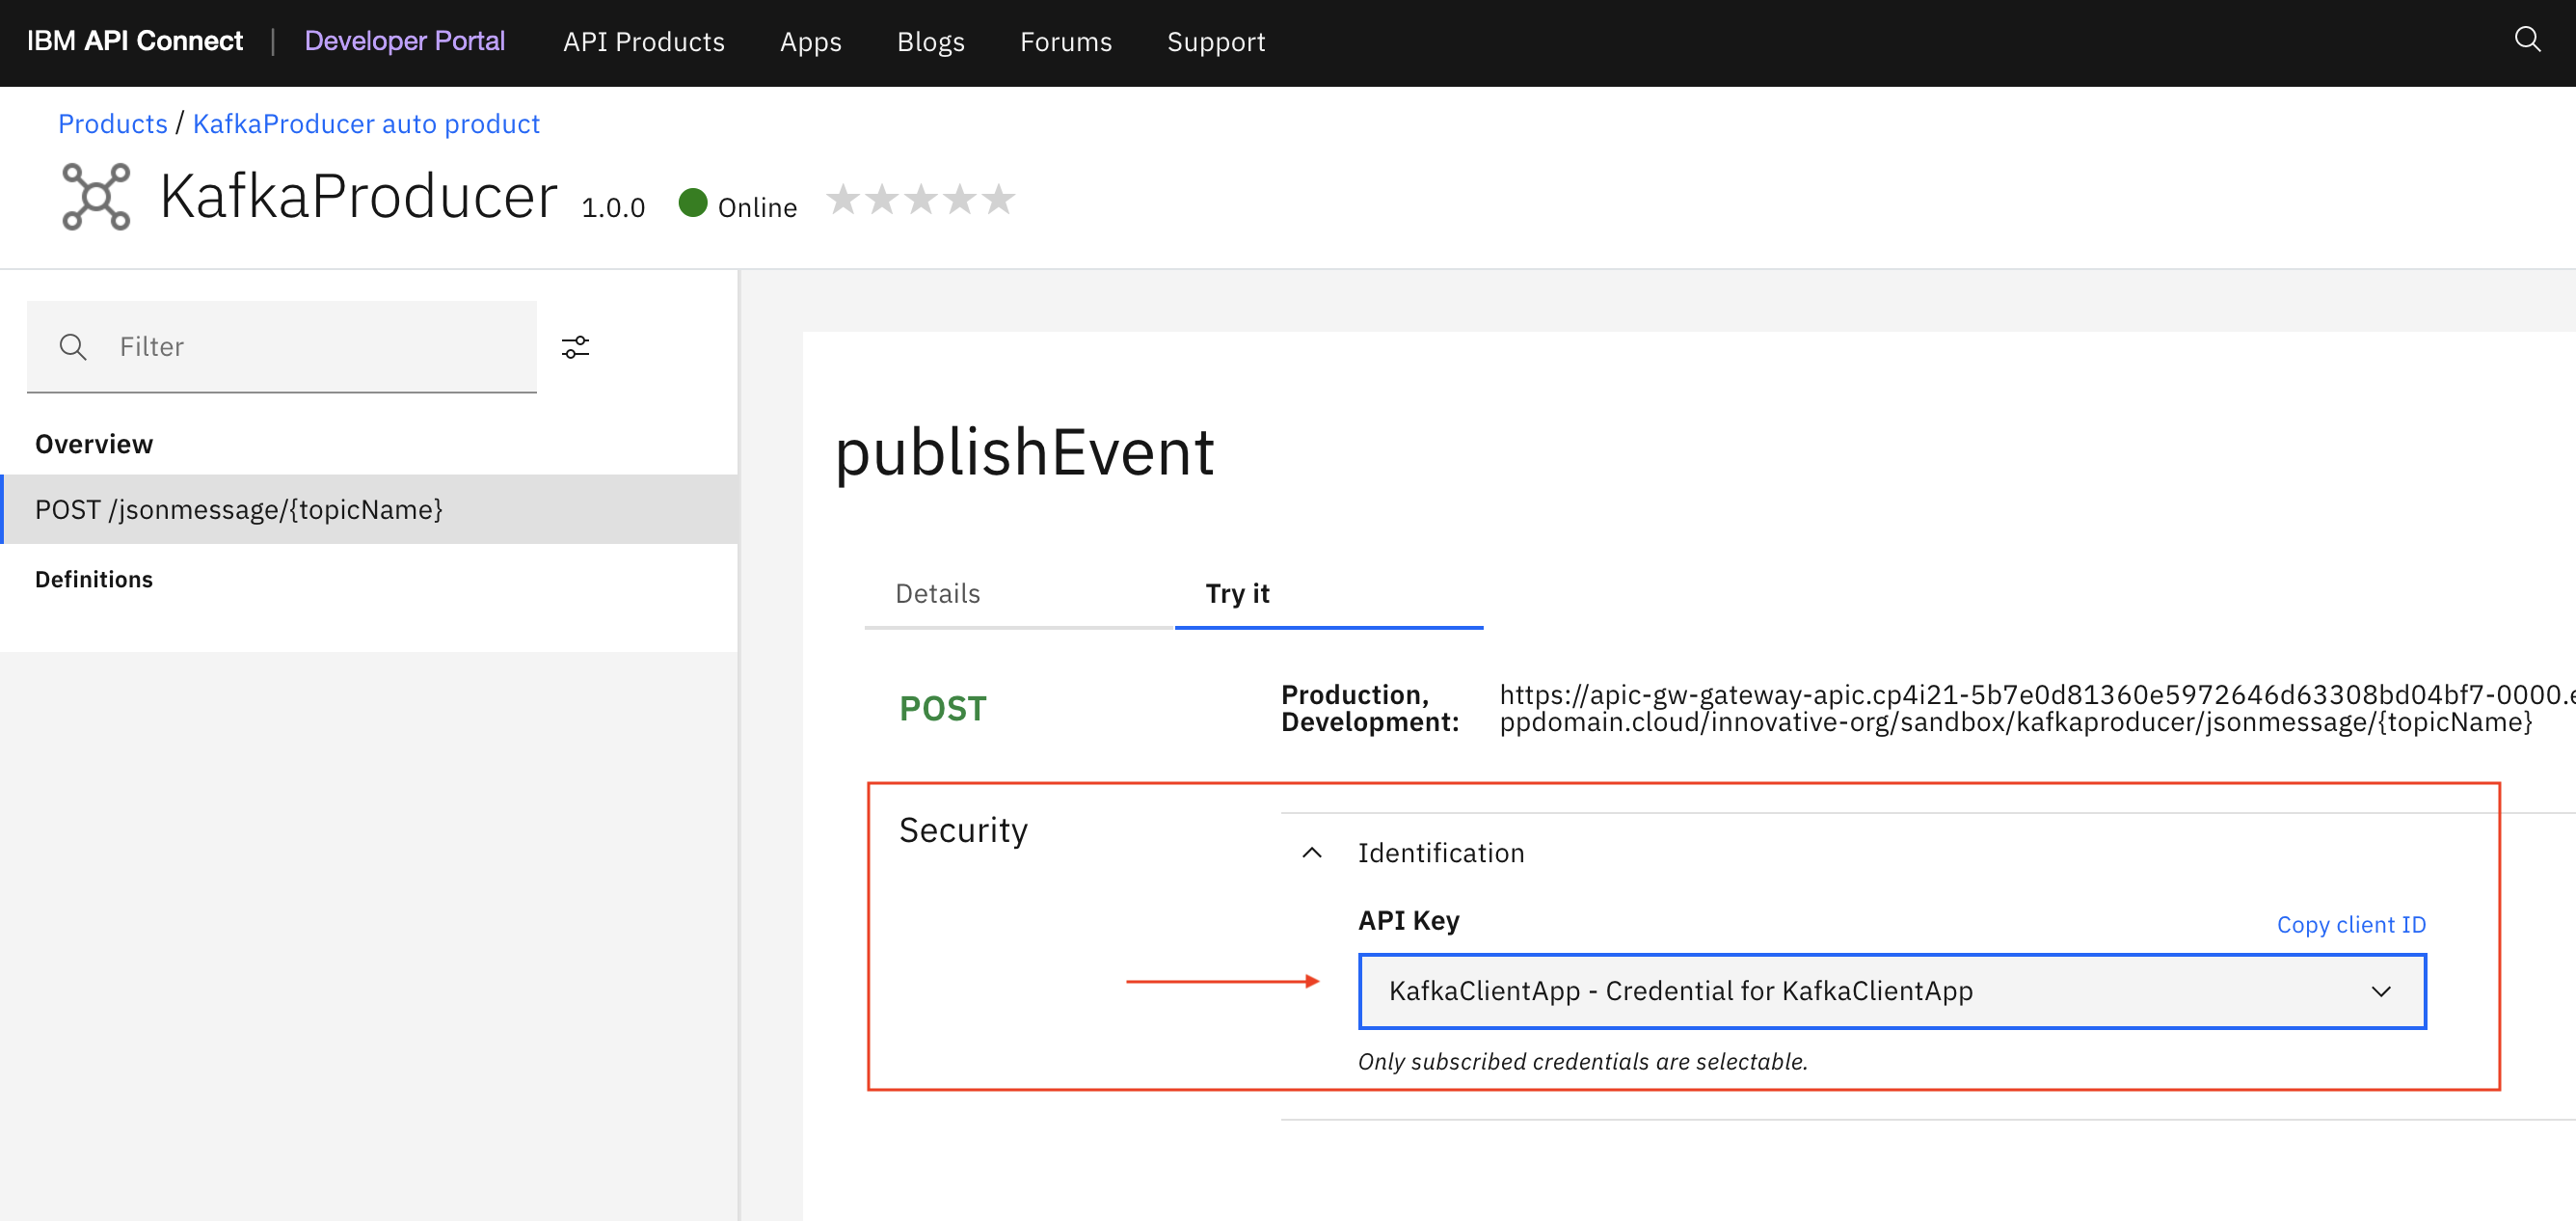 IBM API Connect | Developer Portal API Products Apps Blogs Forums Support
Products / KafkaProducer auto product
KafkaProducer 1.0.0 Online
Filter
Overview
POST /jsonmessage/{topicName}
Definitions
publishEvent
Details Try it
POST
Production, Development:
https://apic-gw-gateway-apic.cp4i21-5b7e0d81360e5972646d63308bd04bf7-0000.
ppdomain.cloud/innovative-org/sandbox/kafkaproducer/jsonmessage/{topicName}
Security
Identification
API Key Copy client ID
KafkaClientApp - Credential for KafkaClientApp
Only subscribed credentials are selectable.